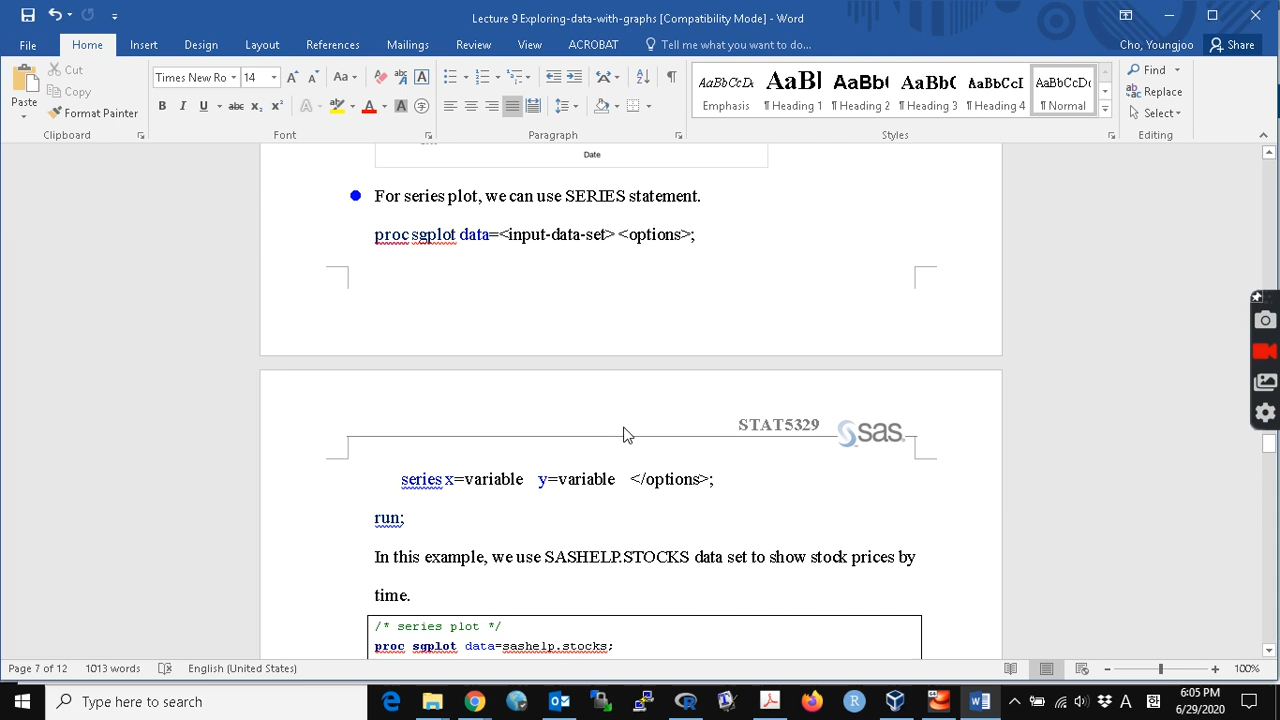 Lecture 9 Exploring-data-with-graphs [Compatibility Mode] - Word
File Home Insert Design Layout References Mailings Review View ACROBAT Tell me what you want to do... Cho, Youngjoo Share
Paste
Cut
Copy
Format Painter
Clipboard
Times New Ro 14
Font
Paragraph
AaBbCcDc AaBl AaBb( AaBb( AaBbCcI AaBbCcDc
Emphasis ¶ Heading 1 ¶ Heading 2 ¶ Heading 3 ¶ Heading 4 ¶ Normal
Styles
Find
Replace
Select
Editing
Date
For series plot, we can use SERIES statement.
proc sgplot data=<input-data-set> <options>;
STAT5329 sas
series x=variable y=variable </options>;
run;
In this example, we use SASHELP.STOCKS data set to show stock prices by
time.
/* series plot */
proc sgplot data=sashelp.stocks;
Page 7 of 12 1013 words English (United States) 100%
Type here to search
6:05 PM
6/29/2020